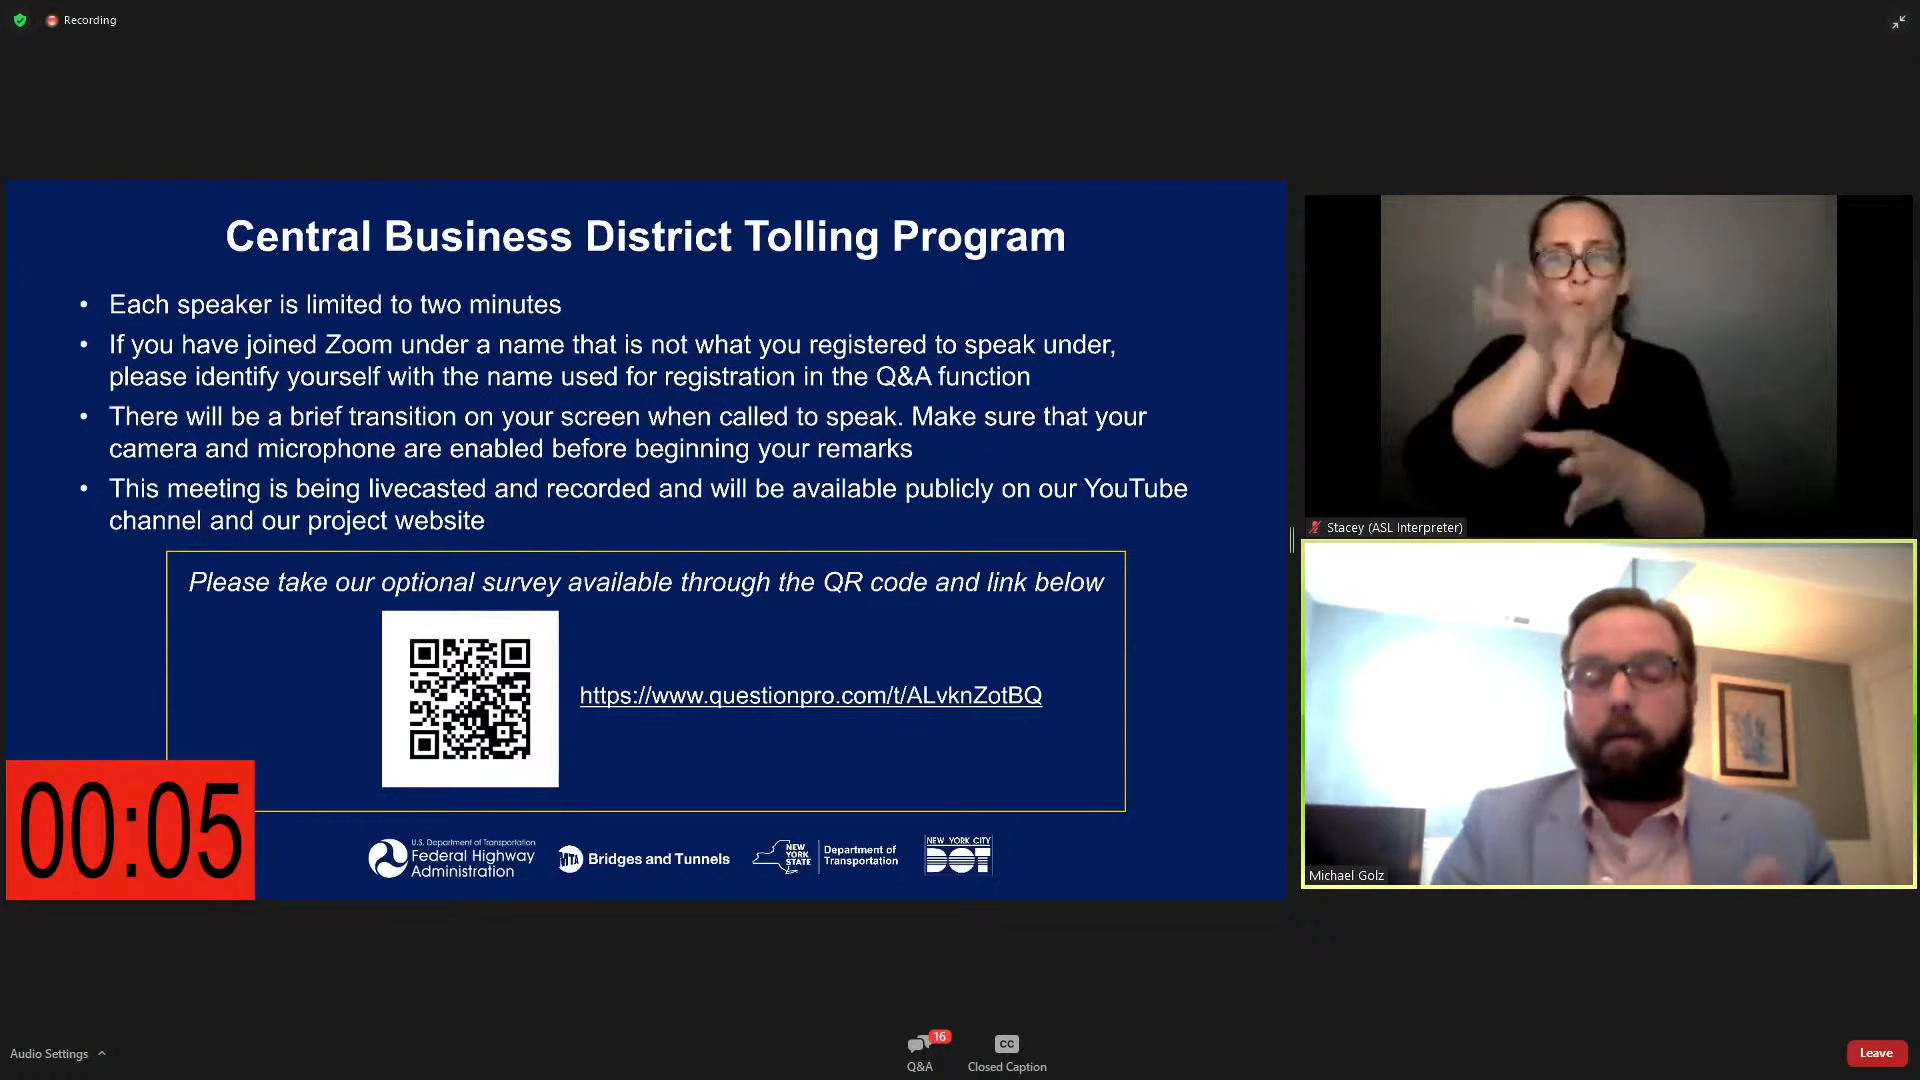 Recording
Central Business District Tolling Program
• Each speaker is limited to two minutes
• If you have joined Zoom under a name that is not what you registered to speak under,
please identify yourself with the name used for registration in the Q&A function
• There will be a brief transition on your screen when called to speak. Make sure that your
camera and microphone are enabled before beginning your remarks
• This meeting is being livecasted and recorded and will be available publicly on our YouTube
channel and our project website
Please take our optional survey available through the QR code and link below
https://www.questionpro.com/t/ALvknZotBQ
00:05
U.S. Department of Transportation
Federal Highway
Administration
MTA Bridges and Tunnels
NEW
YORK
STATE
Department of
Transportation
NEW YORK CITY
DOT
Stacey (ASL Interpreter)
Michael Golz
Audio Settings
16
Q&A
CC
Closed Caption
Leave